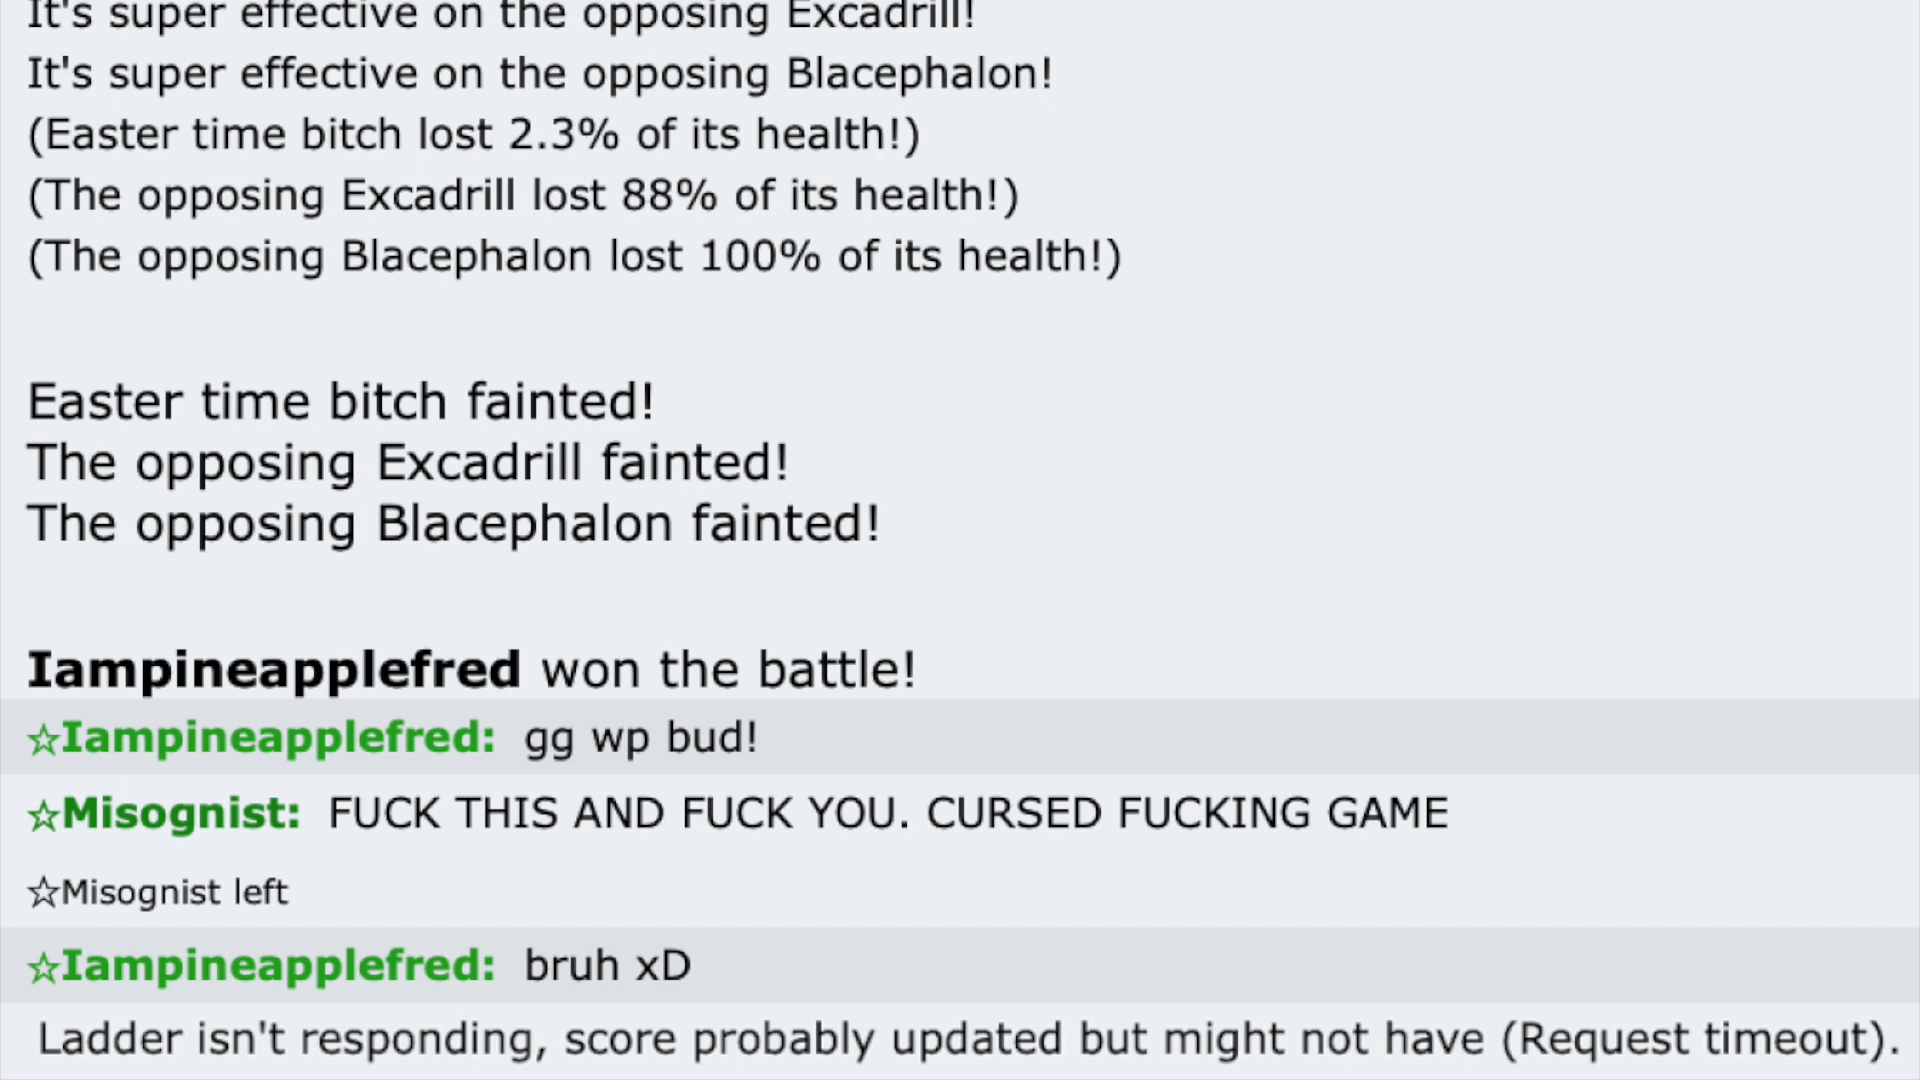 It's super effective on the opposing Excadrill!
It's super effective on the opposing Blacephalon!
(Easter time bitch lost 2.3% of its health!)
(The opposing Excadrill lost 88% of its health!)
(The opposing Blacephalon lost 100% of its health!)
Easter time bitch fainted!
The opposing Excadrill fainted!
The opposing Blacephalon fainted!
Iampineapplefred won the battle!
☆Iampineapplefred: gg wp bud!
☆Misognist: FUCK THIS AND FUCK YOU. CURSED FUCKING GAME
☆Misognist left
☆Iampineapplefred: bruh xD
Ladder isn't responding, score probably updated but might not have (Request timeout).